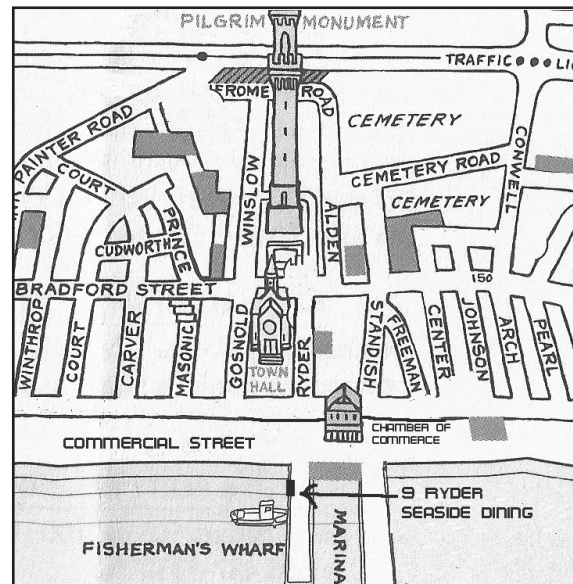 PILGRIM MONUMENT
TRAFFIC LI
JEROME ROAD
CEMETERY
CONWELL
PAINTER ROAD
COURT
CEMETERY ROAD
WINSLOW
CEMETERY
ALDEN
PRINCE
CUDWORTH
150
BRADFORD STREET
WINTHROP
COURT
CARVER
MASONIC
GOSNOLD
TOWN
HALL
RYDER
STANDISH
FREEMAN
CENTER
JOHNSON
ARCH
PEARL
CHAMBER OF
COMMERCE
COMMERCIAL STREET
9 RYDER
SEASIDE DINING
FISHERMAN'S WHARF
MARINA